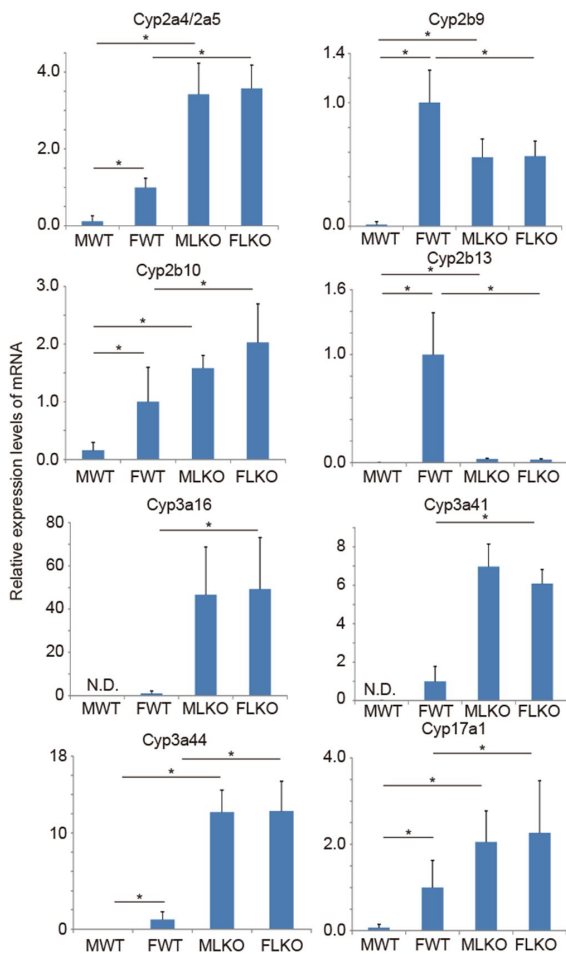 Relative expression levels of mRNA
Cyp2a4/2a5
*
*
*
*
4.0
2.0
0.0
MWT FWT MLKO FLKO
Cyp2b9
*
*
*
1.4
1.0
0.0
MWT FWT MLKO FLKO
Cyp2b10
*
*
*
3.0
2.0
1.0
0.0
MWT FWT MLKO FLKO
Cyp2b13
*
*
*
1.6
1.0
0.0
MWT FWT MLKO FLKO
Cyp3a16
*
80
60
40
20
0
N.D.
MWT FWT MLKO FLKO
Cyp3a41
*
8
6
4
2
0
N.D.
MWT FWT MLKO FLKO
Cyp3a44
*
*
*
18
10
0
MWT FWT MLKO FLKO
Cyp17a1
*
*
*
4.0
2.0
0.0
MWT FWT MLKO FLKO